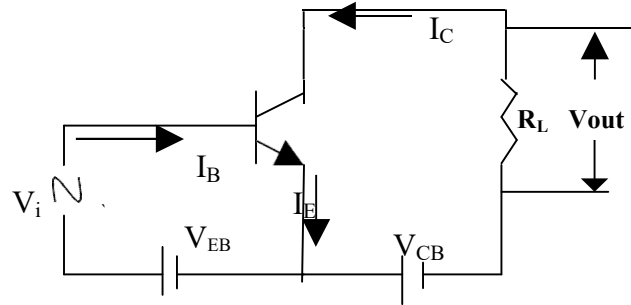 I_C
R_L Vout
I_B
V_i
I_E
V_EB V_CB